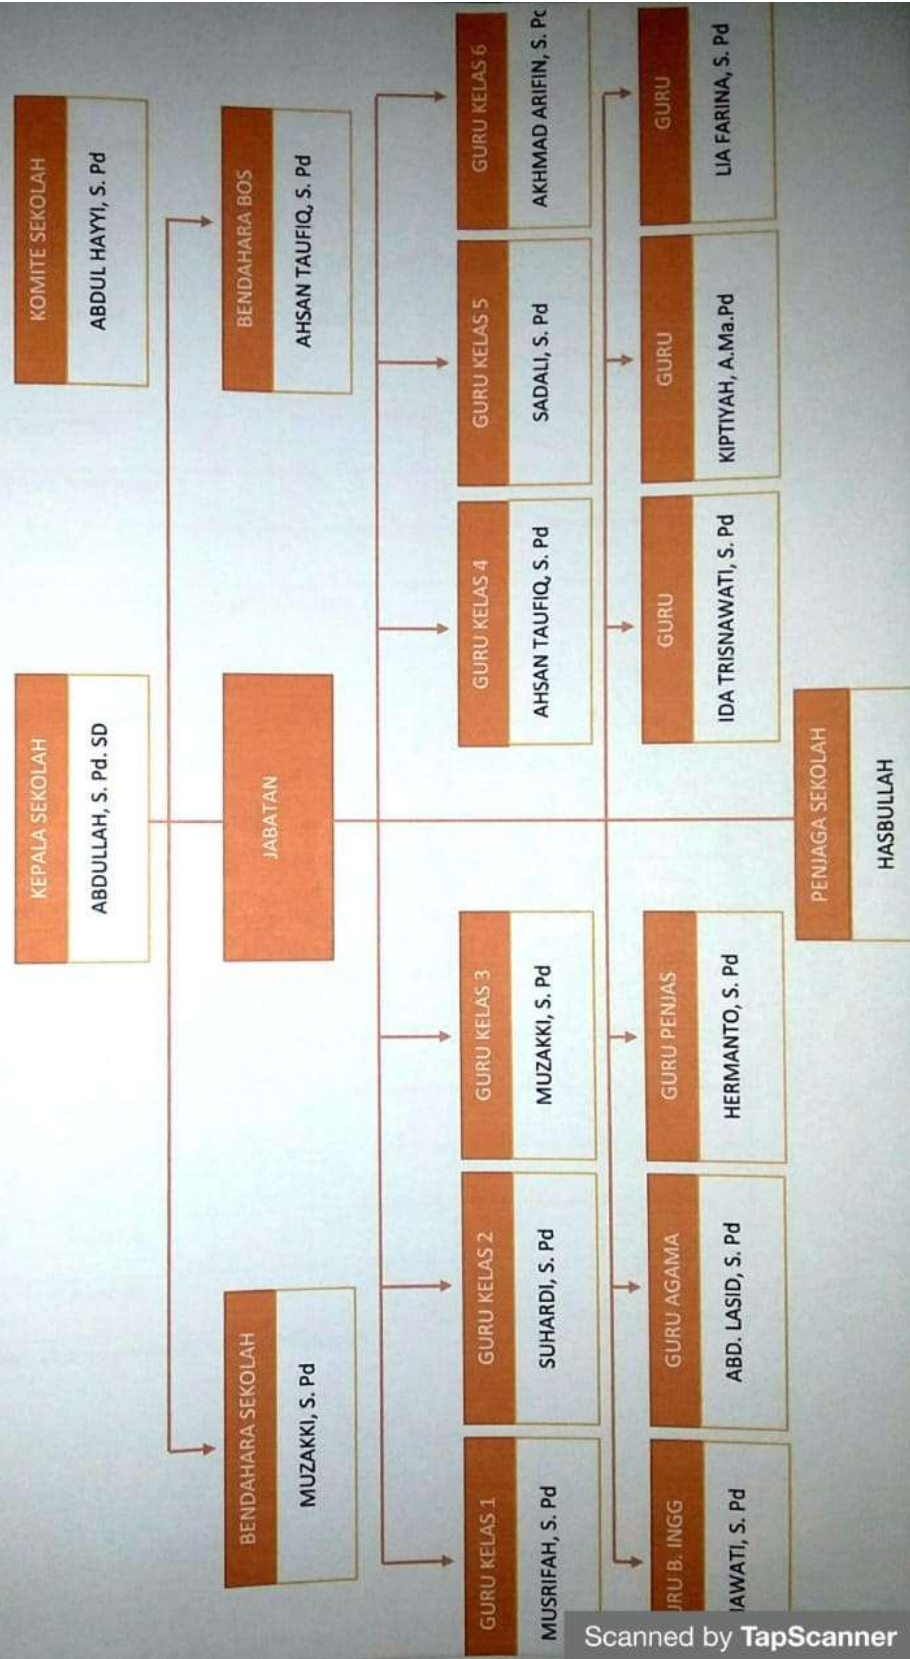 KEPALA SEKOLAH
ABDULLAH, S. Pd. SD
KOMITE SEKOLAH
ABDUL HAYYI, S. Pd
BENDAHARA SEKOLAH
MUZAKKI, S. Pd
JABATAN
BENDAHARA BOS
AHSAN TAUFIQ, S. Pd
GURU KELAS 1
MUSRIFAH, S. Pd
GURU KELAS 2
SUHARDI, S. Pd
GURU KELAS 3
MUZAKKI, S. Pd
GURU KELAS 4
AHSAN TAUFIQ, S. Pd
GURU KELAS 5
SADALI, S. Pd
GURU KELAS 6
AKHMAD ARIFIN, S. Pd
B. INGG
S. Pd
GURU AGAMA
ABD. LASID, S. Pd
GURU PENJAS
HERMANTO, S. Pd
GURU
IDA TRISNAWATI, S. Pd
GURU
KIPTIYAH, A.Ma.Pd
GURU
LIA FARINA, S. Pd
PENJAGA SEKOLAH
HASBULLAH
Scanned by TapScanner